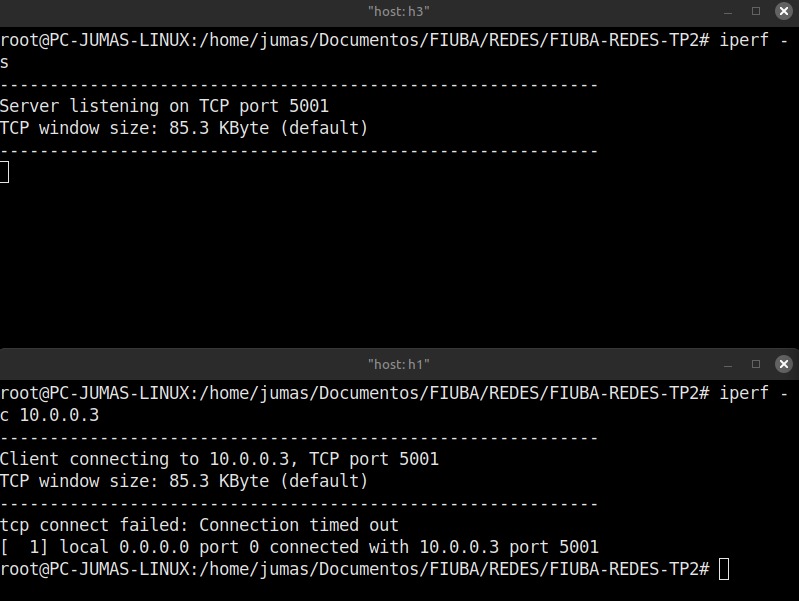 "host: h3"
root@PC-JUMAS-LINUX:/home/jumas/Documentos/FIUBA/REDES/FIUBA-REDES-TP2# iperf -
s
------------------------------------------------------------
Server listening on TCP port 5001
TCP window size: 85.3 KByte (default)
------------------------------------------------------------
"host: h1"
root@PC-JUMAS-LINUX:/home/jumas/Documentos/FIUBA/REDES/FIUBA-REDES-TP2# iperf -
c 10.0.0.3
------------------------------------------------------------
Client connecting to 10.0.0.3, TCP port 5001
TCP window size: 85.3 KByte (default)
------------------------------------------------------------
tcp connect failed: Connection timed out
[  1] local 0.0.0.0 port 0 connected with 10.0.0.3 port 5001
root@PC-JUMAS-LINUX:/home/jumas/Documentos/FIUBA/REDES/FIUBA-REDES-TP2#